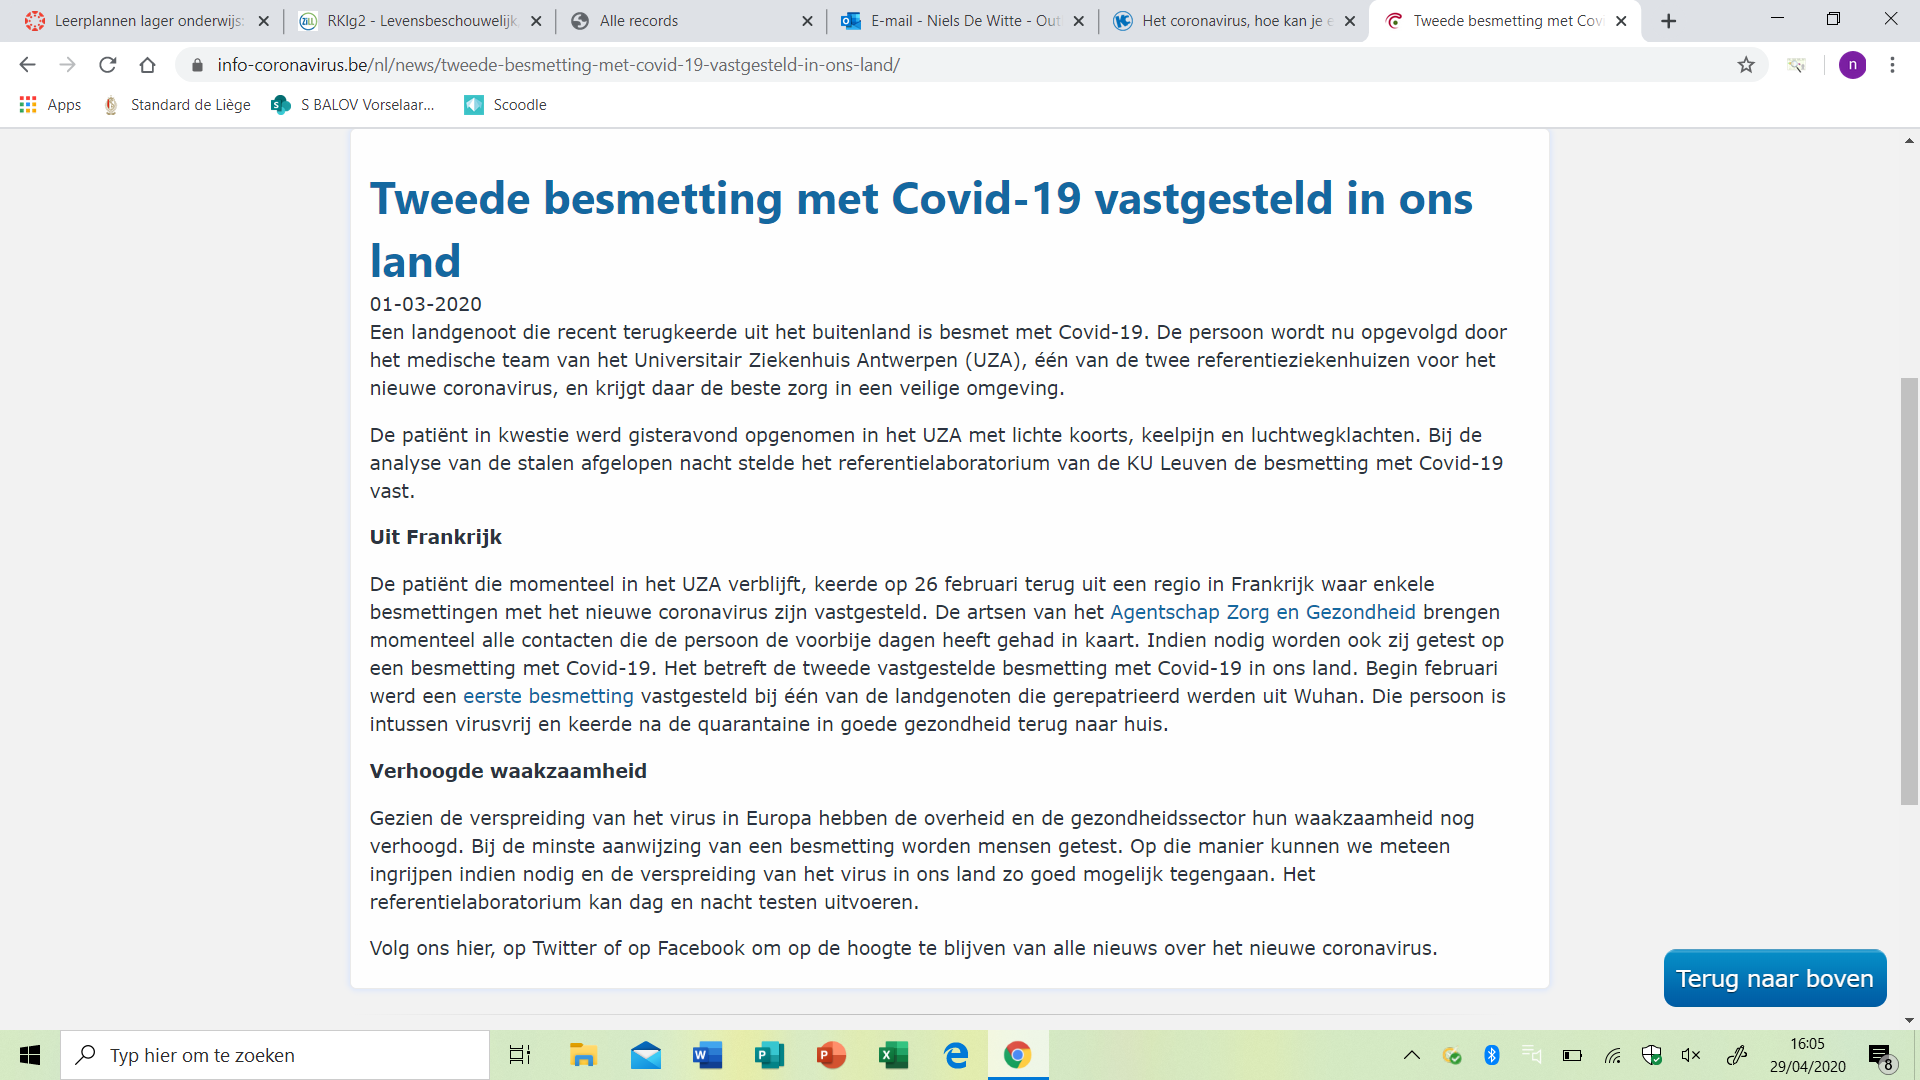 Leerplannen lager onderwijs:
RKlg2 - Levensbeschouwelijk,
Alle records
E-mail - Niels De Witte - Out
Het coronavirus, hoe kan je e
Tweede besmetting met Cov
info-coronavirus.be/nl/news/tweede-besmetting-met-covid-19-vastgesteld-in-ons-land/
n
Apps
Standard de Liège
S BALOV Vorselaar...
Scoodle
Tweede besmetting met Covid-19 vastgesteld in ons
land
01-03-2020
Een landgenoot die recent terugkeerde uit het buitenland is besmet met Covid-19. De persoon wordt nu opgevolgd door
het medische team van het Universitair Ziekenhuis Antwerpen (UZA), één van de twee referentieziekenhuizen voor het
nieuwe coronavirus, en krijgt daar de beste zorg in een veilige omgeving.
De patiënt in kwestie werd gisteravond opgenomen in het UZA met lichte koorts, keelpijn en luchtwegklachten. Bij de
analyse van de stalen afgelopen nacht stelde het referentielaboratorium van de KU Leuven de besmetting met Covid-19
vast.
Uit Frankrijk
De patiënt die momenteel in het UZA verblijft, keerde op 26 februari terug uit een regio in Frankrijk waar enkele
besmettingen met het nieuwe coronavirus zijn vastgesteld. De artsen van het Agentschap Zorg en Gezondheid brengen
momenteel alle contacten die de persoon de voorbije dagen heeft gehad in kaart. Indien nodig worden ook zij getest op
een besmetting met Covid-19. Het betreft de tweede vastgestelde besmetting met Covid-19 in ons land. Begin februari
werd een eerste besmetting vastgesteld bij één van de landgenoten die gerepatrieerd werden uit Wuhan. Die persoon is
intussen virusvrij en keerde na de quarantaine in goede gezondheid terug naar huis.
Verhoogde waakzaamheid
Gezien de verspreiding van het virus in Europa hebben de overheid en de gezondheidssector hun waakzaamheid nog
verhoogd. Bij de minste aanwijzing van een besmetting worden mensen getest. Op die manier kunnen we meteen
ingrijpen indien nodig en de verspreiding van het virus in ons land zo goed mogelijk tegengaan. Het
referentielaboratorium kan dag en nacht testen uitvoeren.
Volg ons hier, op Twitter of op Facebook om op de hoogte te blijven van alle nieuws over het nieuwe coronavirus.
Terug naar boven
Typ hier om te zoeken
16:05
29/04/2020
8